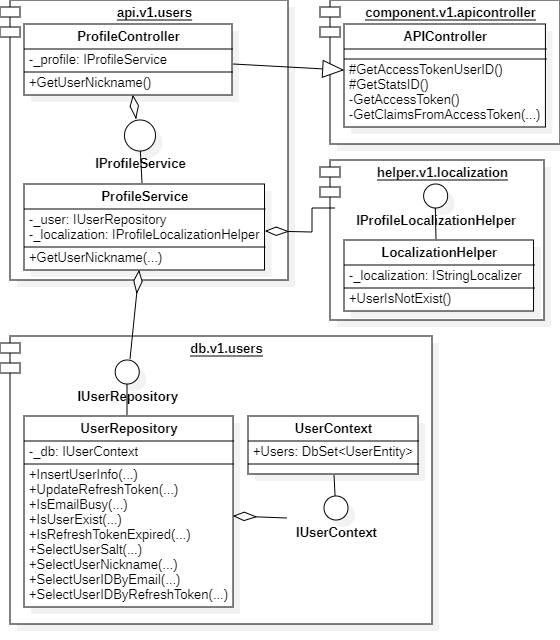 api.v1.users
ProfileController
-_profile: IProfileService
+GetUserNickname()
IProfileService
ProfileService
-_user: IUserRepository
-_localization: IProfileLocalizationHelper
+GetUserNickname(...)
component.v1.apicontroller
APIController
#GetAccessTokenUserID()
#GetStatsID()
-GetAccessToken()
-GetClaimsFromAccessToken(...)
helper.v1.localization
IProfileLocalizationHelper
LocalizationHelper
-_localization: IStringLocalizer
+UserIsNotExist()
db.v1.users
IUserRepository
UserRepository
-_db: IUserContext
+InsertUserInfo(...)
+UpdateRefreshToken(...)
+IsEmailBusy(...)
+IsUserExist(...)
+IsRefreshTokenExpired(...)
+SelectUserSalt(...)
+SelectUserNickname(...)
+SelectUserIDByEmail(...)
+SelectUserIDByRefreshToken(...)
UserContext
+Users: DbSet<UserEntity>
IUserContext